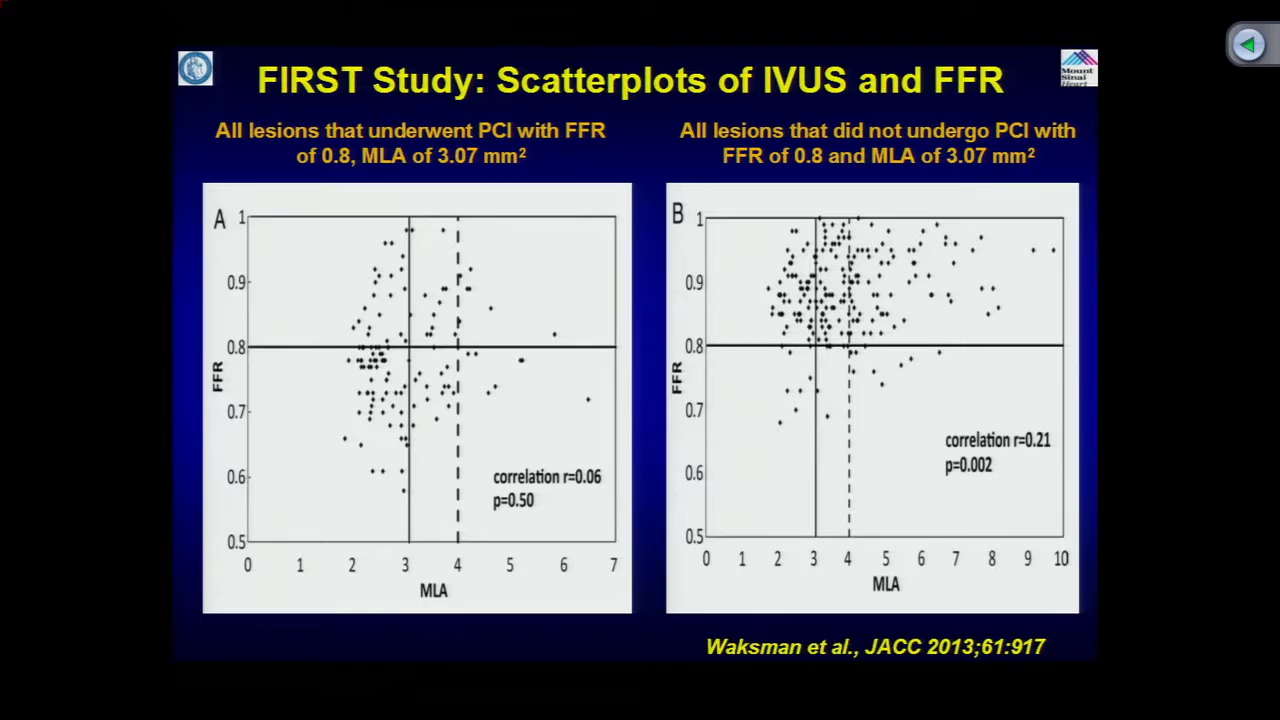 FIRST Study: Scatterplots of IVUS and FFR
Mount
Sinai
Heart
All lesions that underwent PCI with FFR
of 0.8, MLA of 3.07 mm²
All lesions that did not undergo PCI with
FFR of 0.8 and MLA of 3.07 mm²
A
1
0.9
0.8
0.7
0.6
0.5
FFR
correlation r=0.06
p=0.50
0 1 2 3 4 5 6 7
MLA
B
1
0.9
0.8
0.7
0.6
0.5
FFR
correlation r=0.21
p=0.002
0 1 2 3 4 5 6 7 8 9 10
MLA
Waksman et al., JACC 2013;61:917